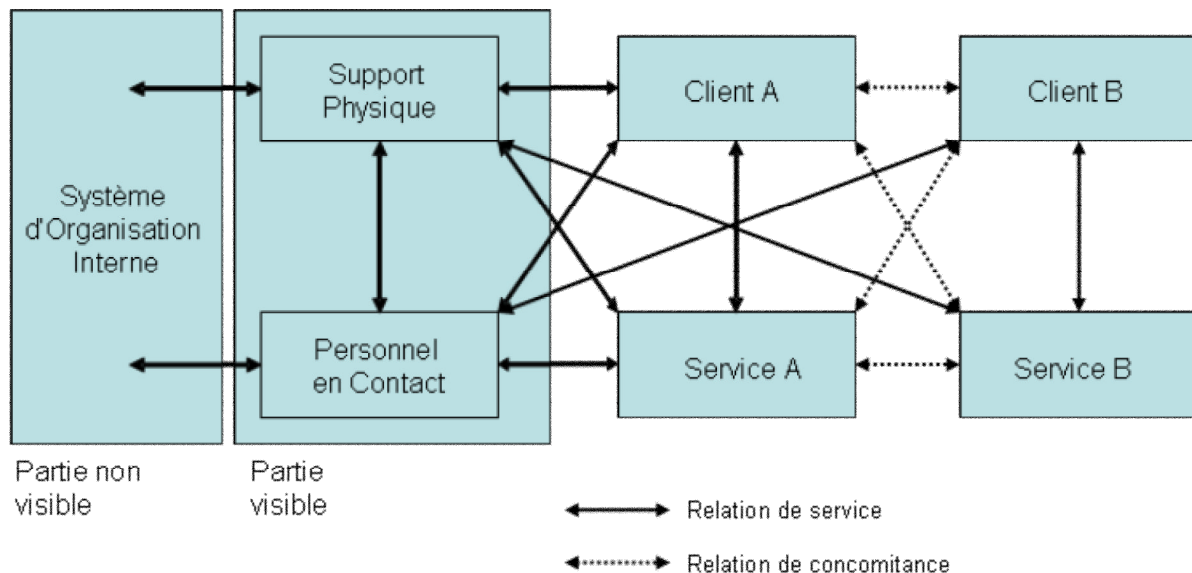 Support
Physique
Client A
Client B
Système
d'Organisation
Interne
Personnel
en Contact
Service A
Service B
Partie non
visible
Partie
visible
Relation de service
Relation de concomitance